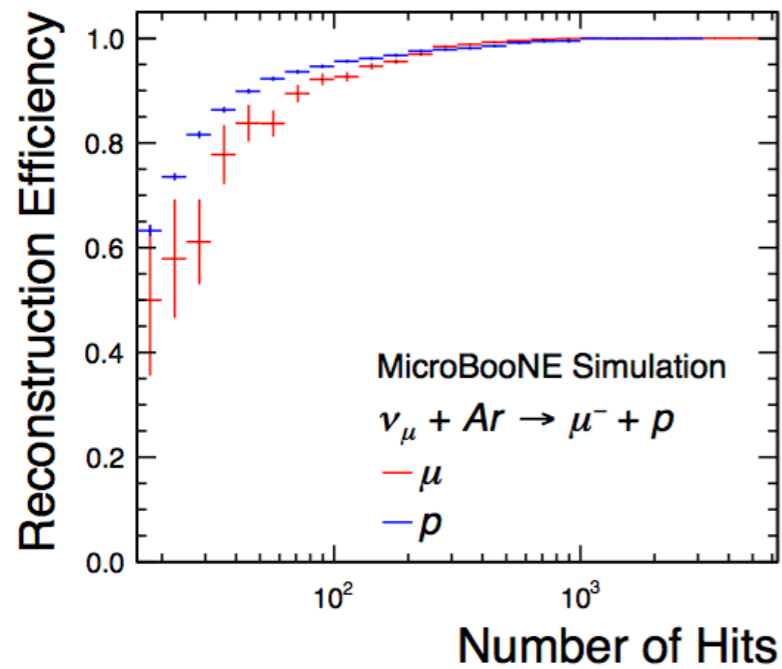 Reconstruction Efficiency
1.0
0.8
0.6
0.4
0.2
0.0
MicroBooNE Simulation
νμ + Ar → μ⁻ + p
μ
p
10² 10³
Number of Hits